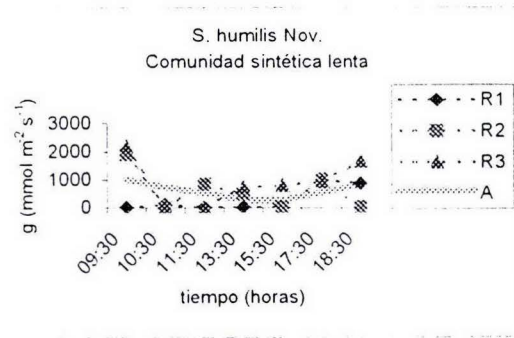 S. humilis Nov.
Comunidad sintética lenta
g (mmol m⁻² s⁻¹)
3000
2000
1000
0
09:30
10:30
11:30
13:30
15:30
17:30
18:30
tiempo (horas)
R1
R2
R3
A